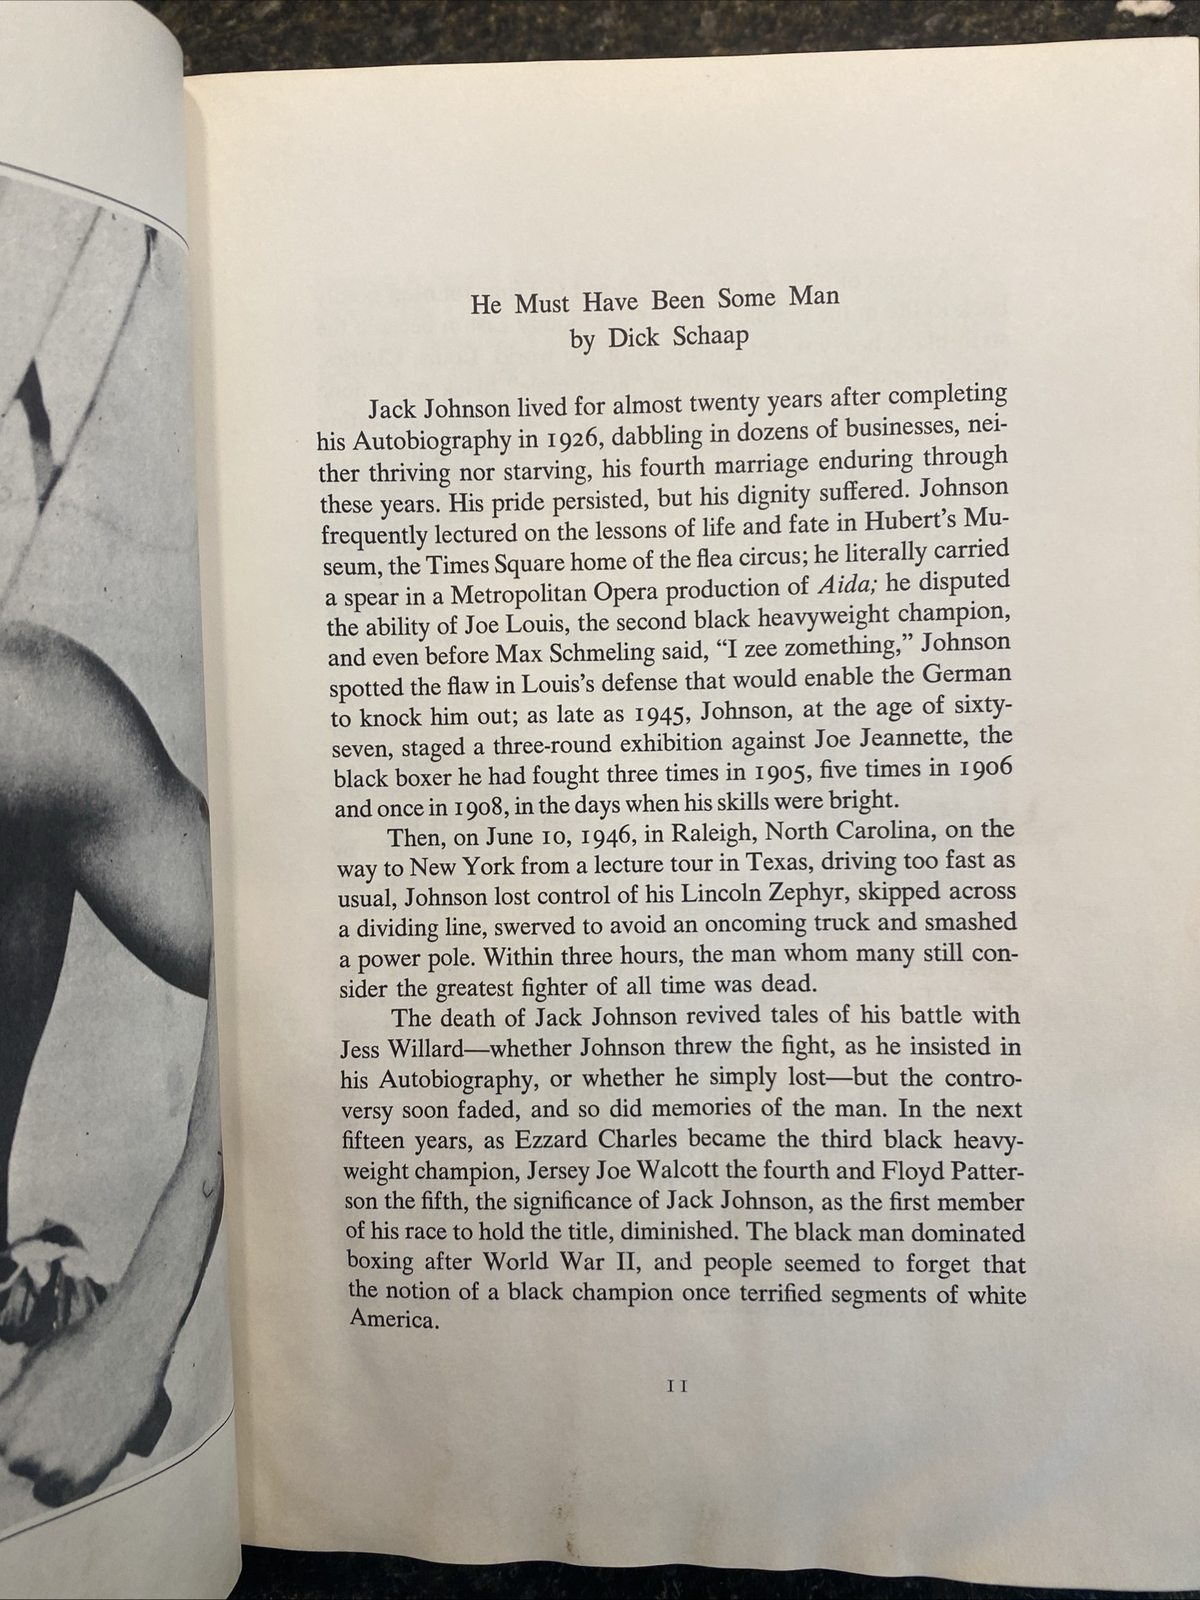 He Must Have Been Some Man
by Dick Schaap
Jack Johnson lived for almost twenty years after completing
his Autobiography in 1926, dabbling in dozens of businesses, nei-
ther thriving nor starving, his fourth marriage enduring through
these years. His pride persisted, but his dignity suffered. Johnson
frequently lectured on the lessons of life and fate in Hubert's Mu-
seum, the Times Square home of the flea circus; he literally carried
a spear in a Metropolitan Opera production of Aida; he disputed
the ability of Joe Louis, the second black heavyweight champion,
and even before Max Schmeling said, “I zee zomething,” Johnson
spotted the flaw in Louis's defense that would enable the German
to knock him out; as late as 1945, Johnson, at the age of sixty-
seven, staged a three-round exhibition against Joe Jeannette, the
black boxer he had fought three times in 1905, five times in 1906
and once in 1908, in the days when his skills were bright.
Then, on June 10, 1946, in Raleigh, North Carolina, on the
way to New York from a lecture tour in Texas, driving too fast as
usual, Johnson lost control of his Lincoln Zephyr, skipped across
a dividing line, swerved to avoid an oncoming truck and smashed
a power pole. Within three hours, the man whom many still con-
sider the greatest fighter of all time was dead.
The death of Jack Johnson revived tales of his battle with
Jess Willard—whether Johnson threw the fight, as he insisted in
his Autobiography, or whether he simply lost—but the contro-
versy soon faded, and so did memories of the man. In the next
fifteen years, as Ezzard Charles became the third black heavy-
weight champion, Jersey Joe Walcott the fourth and Floyd Patter-
son the fifth, the significance of Jack Johnson, as the first member
of his race to hold the title, diminished. The black man dominated
boxing after World War II, and people seemed to forget that
the notion of a black champion once terrified segments of white
America.
11